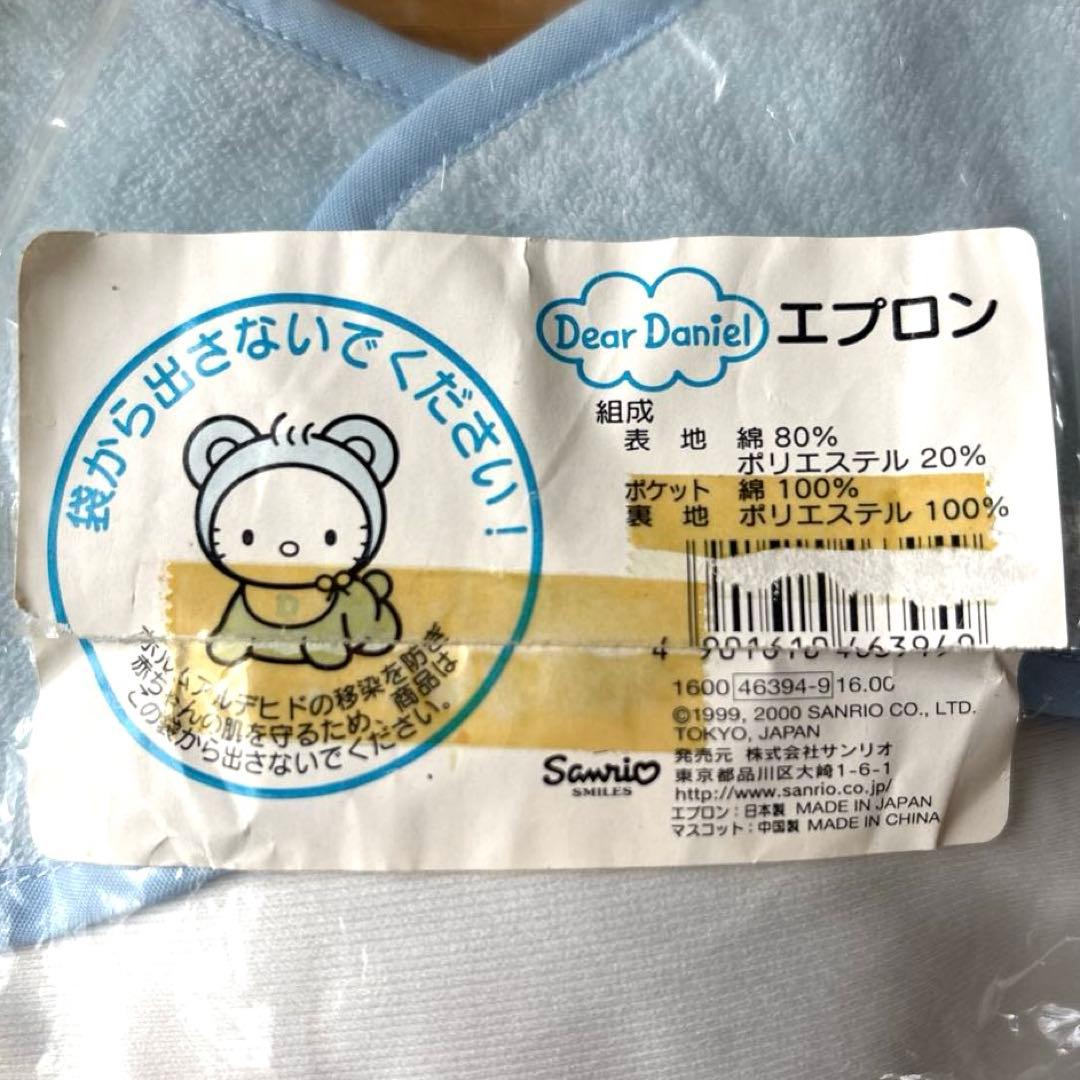 袋から出さないでください!
ホルムアルデヒドの移染を防ぎ
赤ちゃんの肌を守るため、商品は
この袋から出さないでください。
D
Dear Daniel エプロン
組成
表 地 綿 80%
ポリエステル 20%
ポケット 綿 100%
裏 地 ポリエステル 100%
4 901610 463940
1600 46394-9 16.00
©1999, 2000 SANRIO CO., LTD.
TOKYO, JAPAN
発売元 株式会社サンリオ
東京都品川区大崎1-6-1
http://www.sanrio.co.jp/
エプロン:日本製 MADE IN JAPAN
マスコット:中国製 MADE IN CHINA
Sanrio
SMILES